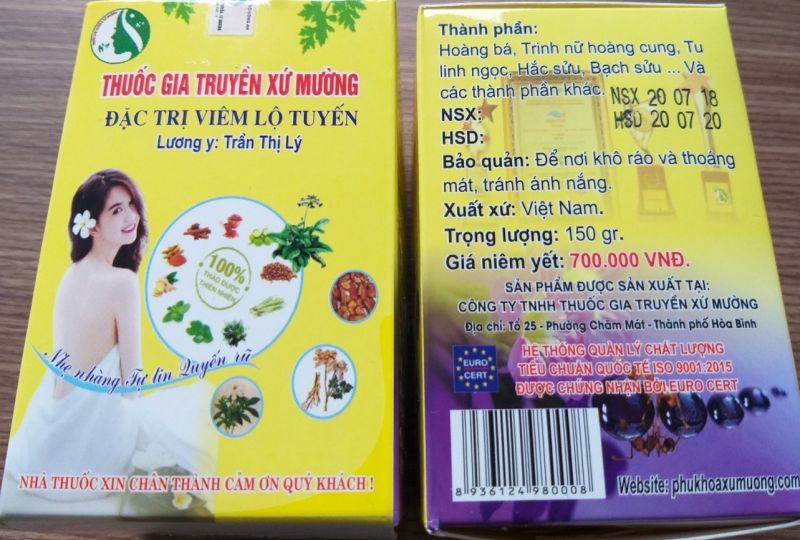 THUỐC GIA TRUYỀN XỨ MƯỜNG
ĐẶC TRỊ VIÊM LỘ TUYẾN
Lương y: Trần Thị Lý
100%
THẢO DƯỢC
THIÊN NHIÊN
Nhẹ nhàng Tự tin Quyến rũ
NHÀ THUỐC XIN CHÂN THÀNH CẢM ƠN QUÝ KHÁCH !
Thành phần:
Hoàng bá, Trinh nữ hoàng cung, Tu
linh ngọc, Hắc sửu, Bạch sửu ... Và
các thành phần khác.
NSX: NSX 20 07 18
HSD: HSD 20 07 20
Bảo quản: Để nơi khô ráo và thoáng
mát, tránh ánh nắng.
Xuất xứ: Việt Nam.
Trọng lượng: 150 gr.
Giá niêm yết: 700.000 VNĐ.
SẢN PHẨM ĐƯỢC SẢN XUẤT TẠI:
CÔNG TY TNHH THUỐC GIA TRUYỀN XỨ MƯỜNG
Địa chỉ: Tổ 25 - Phường Chăm Mát - Thành phố Hòa Bình
EURO
CERT
HỆ THỐNG QUẢN LÝ CHẤT LƯỢNG
TIÊU CHUẨN QUỐC TẾ ISO 9001:2015
ĐƯỢC CHỨNG NHẬN BỞI EURO CERT
8 936124 980008
Website: phukhoaxumuong.com